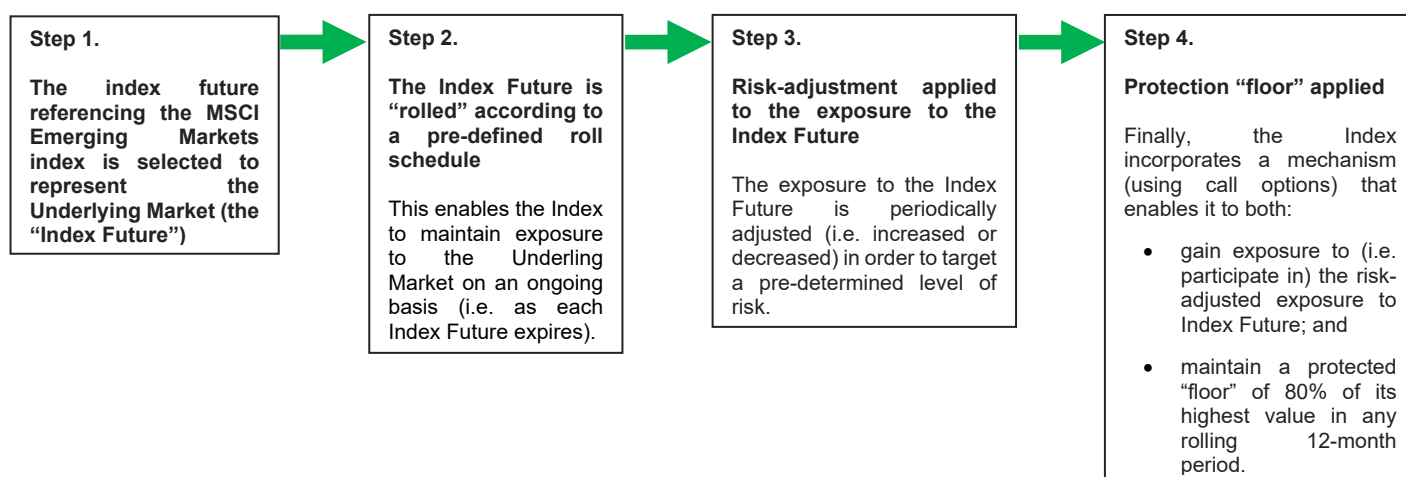 Step 1.
The index future
referencing the MSCI
Emerging Markets
index is selected to
represent the
Underlying Market (the
“Index Future”)
Step 2.
The Index Future is
“rolled” according to
a pre-defined roll
schedule
This enables the Index
to maintain exposure
to the Underling
Market on an ongoing
basis (i.e. as each
Index Future expires).
Step 3.
Risk-adjustment applied
to the exposure to the
Index Future
The exposure to the Index
Future is periodically
adjusted (i.e. increased or
decreased) in order to target
a pre-determined level of
risk.
Step 4.
Protection “floor” applied
Finally, the Index
incorporates a mechanism
(using call options) that
enables it to both:
• gain exposure to (i.e.
participate in) the risk-
adjusted exposure to
Index Future; and
• maintain a protected
“floor” of 80% of its
highest value in any
rolling 12-month
period.